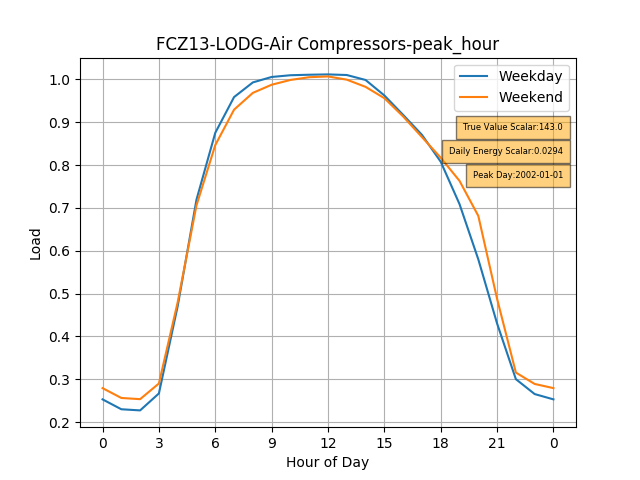 FCZ13-LODG-Air Compressors-peak_hour
Weekday
Weekend
True Value Scalar:143.0
Daily Energy Scalar:0.0294
Peak Day:2002-01-01
Load
1.0
0.9
0.8
0.7
0.6
0.5
0.4
0.3
0.2
0 3 6 9 12 15 18 21 0
Hour of Day